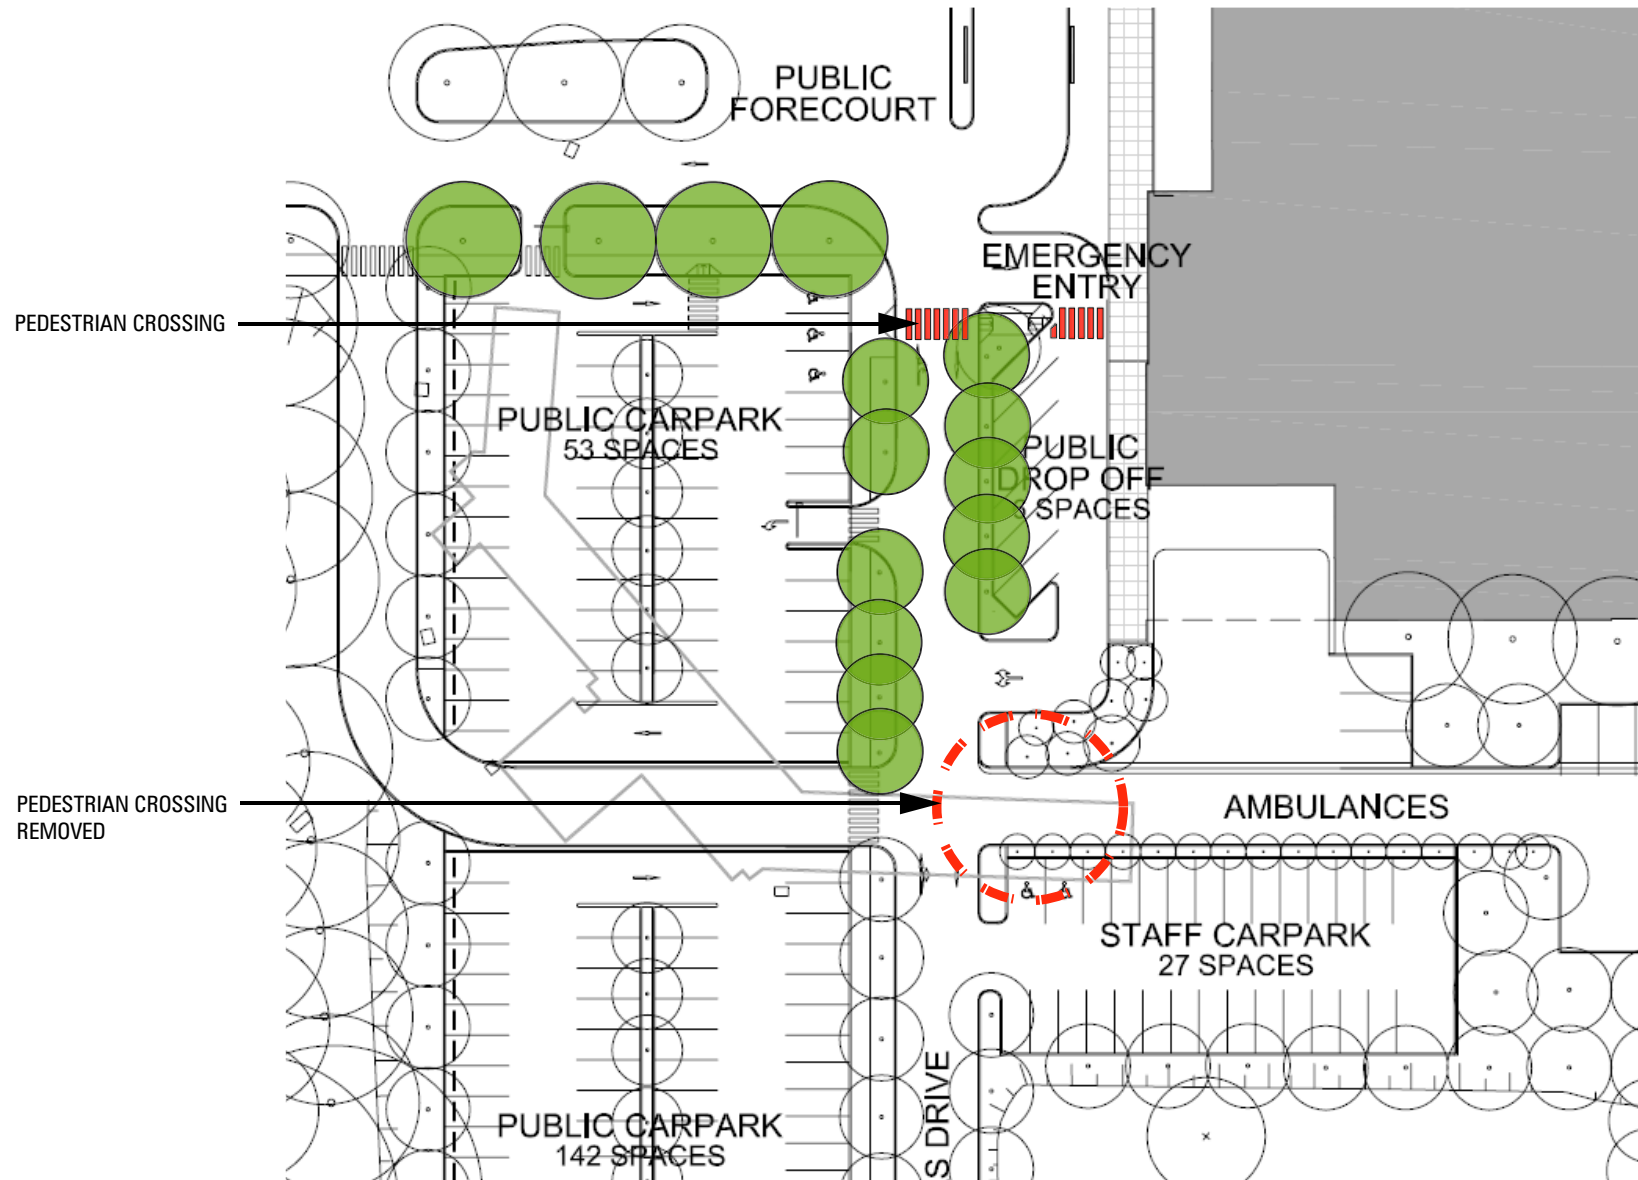 PUBLIC
FORECOURT
EMERGENCY
ENTRY
PEDESTRIAN CROSSING
PUBLIC CARPARK
53 SPACES
PUBLIC
DROP OFF
SPACES
PEDESTRIAN CROSSING
REMOVED
AMBULANCES
STAFF CARPARK
27 SPACES
S DRIVE
PUBLIC CARPARK
142 SPACES